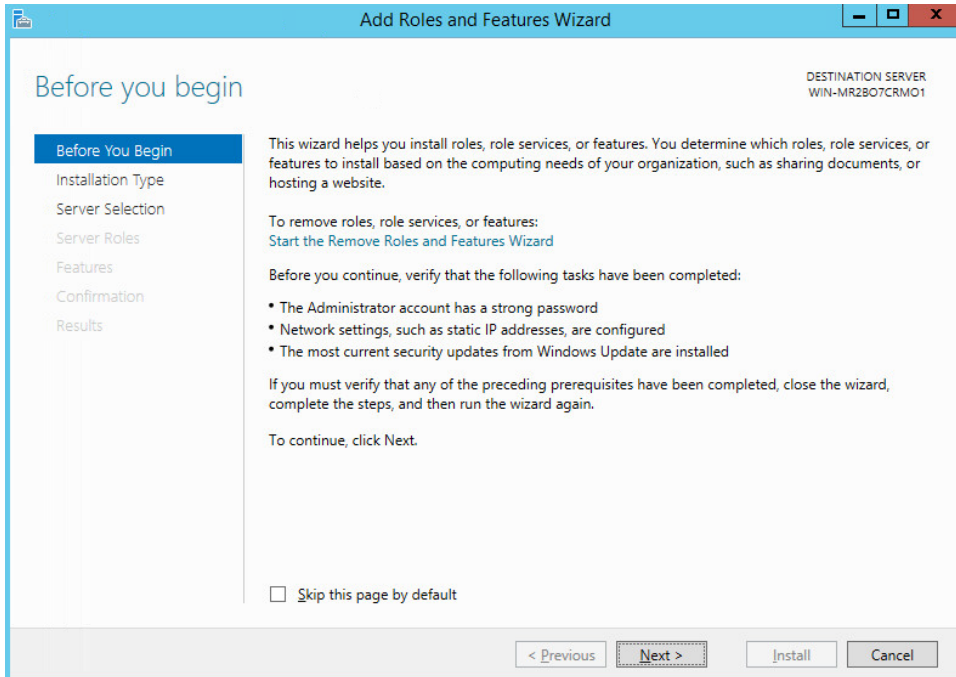 Add Roles and Features Wizard
Before you begin
DESTINATION SERVER
WIN-MR2BO7CRMO1
Before You Begin
Installation Type
Server Selection
Server Roles
Features
Confirmation
Results
This wizard helps you install roles, role services, or features. You determine which roles, role services, or
features to install based on the computing needs of your organization, such as sharing documents, or
hosting a website.
To remove roles, role services, or features:
Start the Remove Roles and Features Wizard
Before you continue, verify that the following tasks have been completed:
• The Administrator account has a strong password
• Network settings, such as static IP addresses, are configured
• The most current security updates from Windows Update are installed
If you must verify that any of the preceding prerequisites have been completed, close the wizard,
complete the steps, and then run the wizard again.
To continue, click Next.
Skip this page by default
< Previous
Next >
Install
Cancel